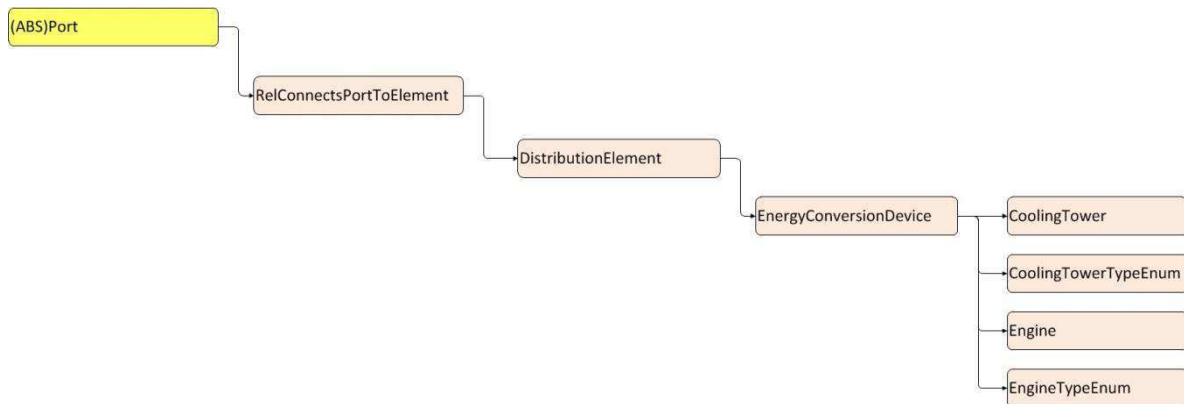 (ABS)Port
RelConnectsPortToElement
DistributionElement
EnergyConversionDevice
CoolingTower
CoolingTowerTypeEnum
Engine
EngineTypeEnum